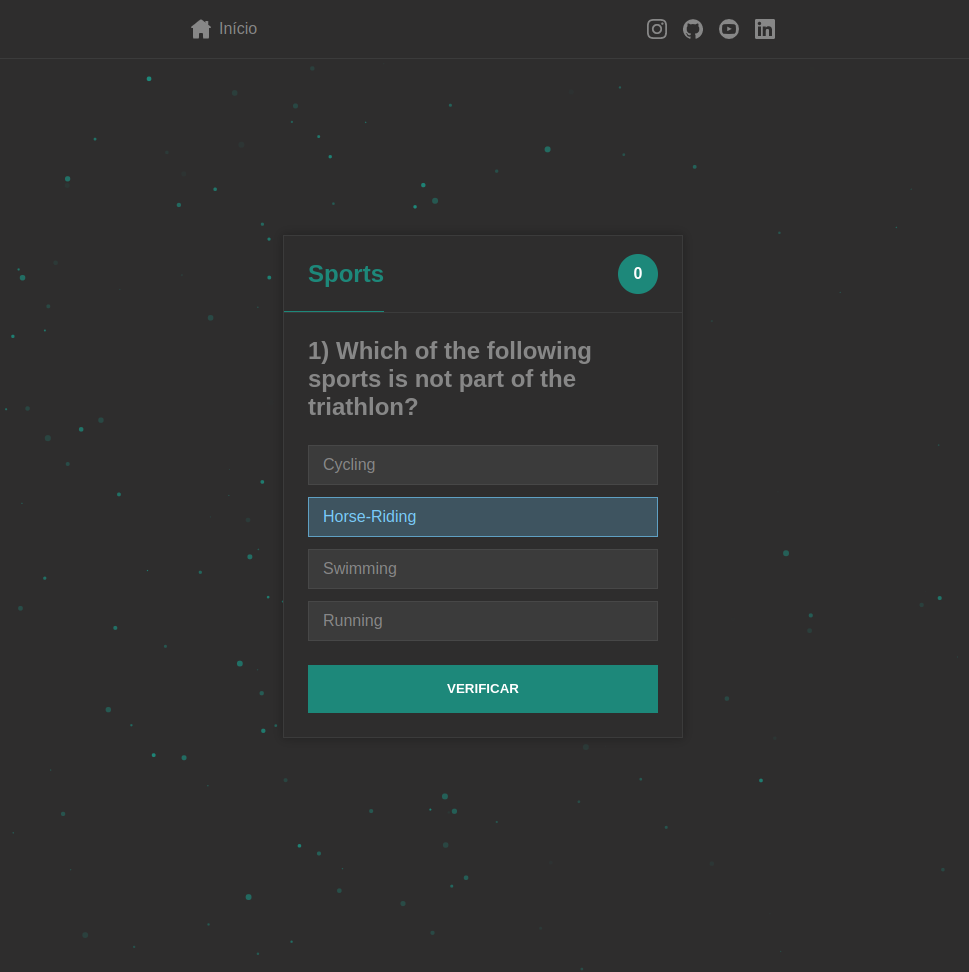 Início
Sports
0
1) Which of the following
sports is not part of the
triathlon?
Cycling
Horse-Riding
Swimming
Running
VERIFICAR